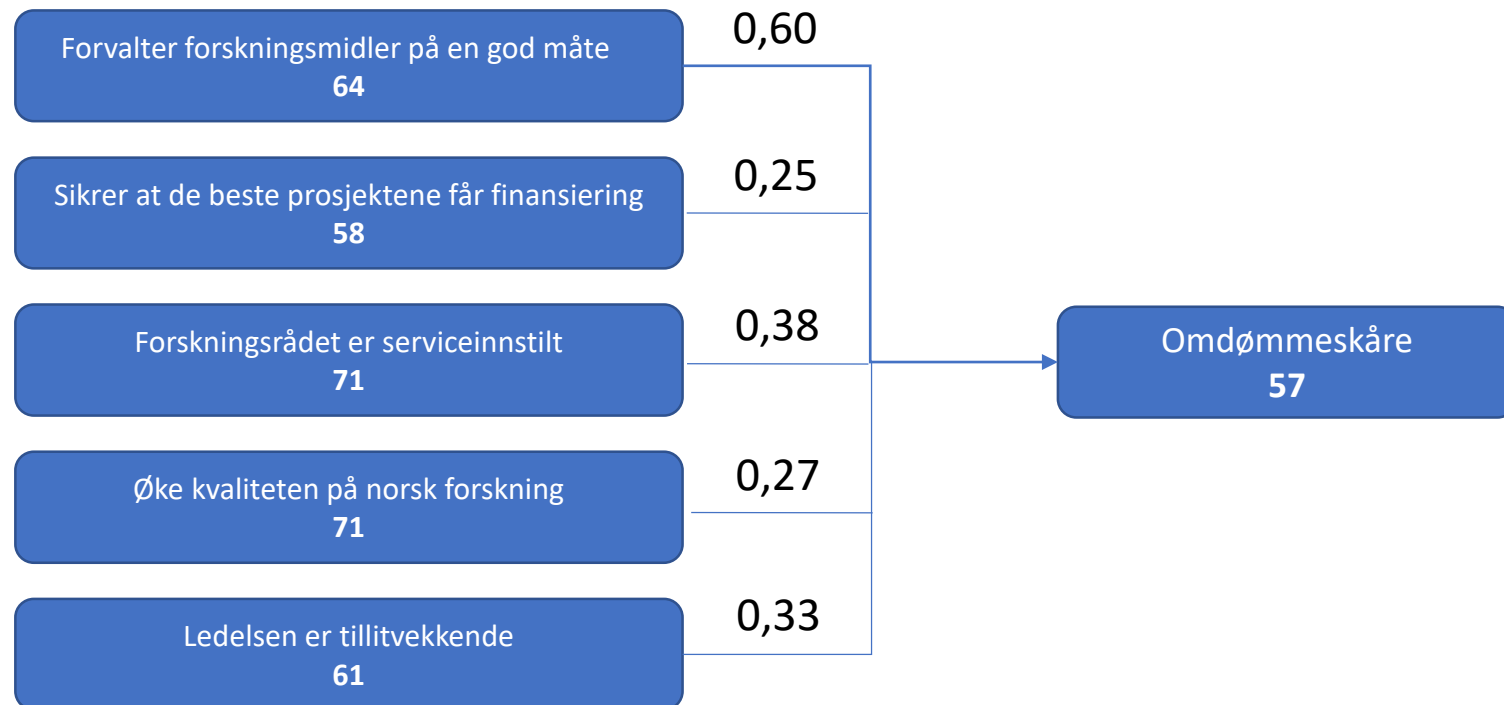 Forvalter forskningsmidler på en god måte
64
0,60
Sikrer at de beste prosjektene får finansiering
58
0,25
Forskningsrådet er serviceinnstilt
71
0,38
Øke kvaliteten på norsk forskning
71
0,27
Ledelsen er tillitvekkende
61
0,33
Omdømmeskåre
57